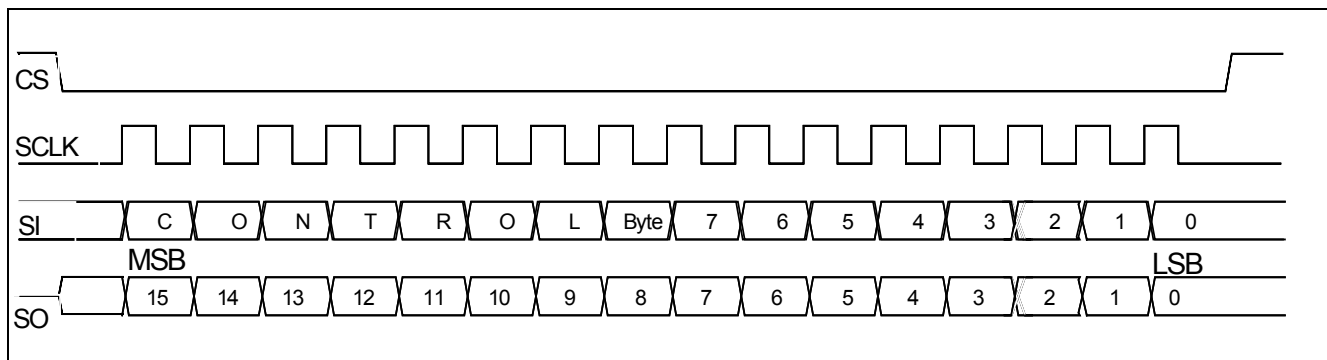 CS
SCLK
SI C O N T R O L Byte 7 6 5 4 3 2 1 0
MSB LSB
SO 15 14 13 12 11 10 9 8 7 6 5 4 3 2 1 0